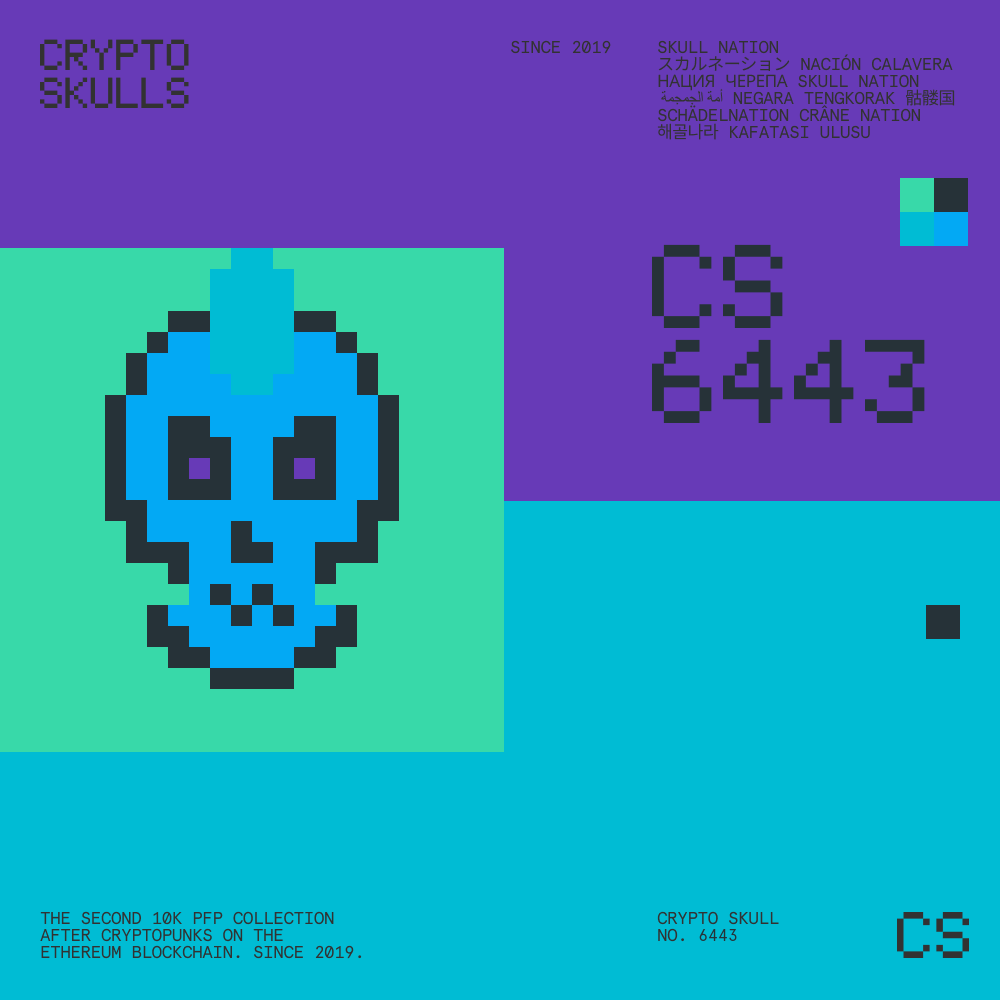 CRYPTO
SKULLS
SINCE 2019
SKULL NATION
スカルネーション NACIÓN CALAVERA
НАЦИЯ ЧЕРЕПА SKULL NATION
أمة الجمجمة NEGARA TENGKORAK 骷髅国
SCHÄDELNATION CRÂNE NATION
해골나라 KAFATASI ULUSU
CS
6443
THE SECOND 10K PFP COLLECTION
AFTER CRYPTOPUNKS ON THE
ETHEREUM BLOCKCHAIN. SINCE 2019.
CRYPTO SKULL
NO. 6443
CS